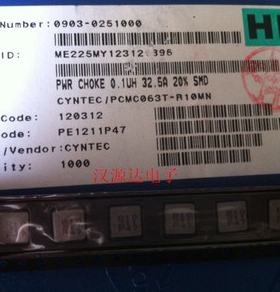 Number: 0903-0251000
ID:
ME225MY12312 396
PWR CHOKE 0.1UH 32.5A 20% SMD
CYNTEC/PCMC063T-R10MN
Code: 120312
Code: PE1211P47
/Vendor: CYNTEC
ity: 1000
汉源达电子